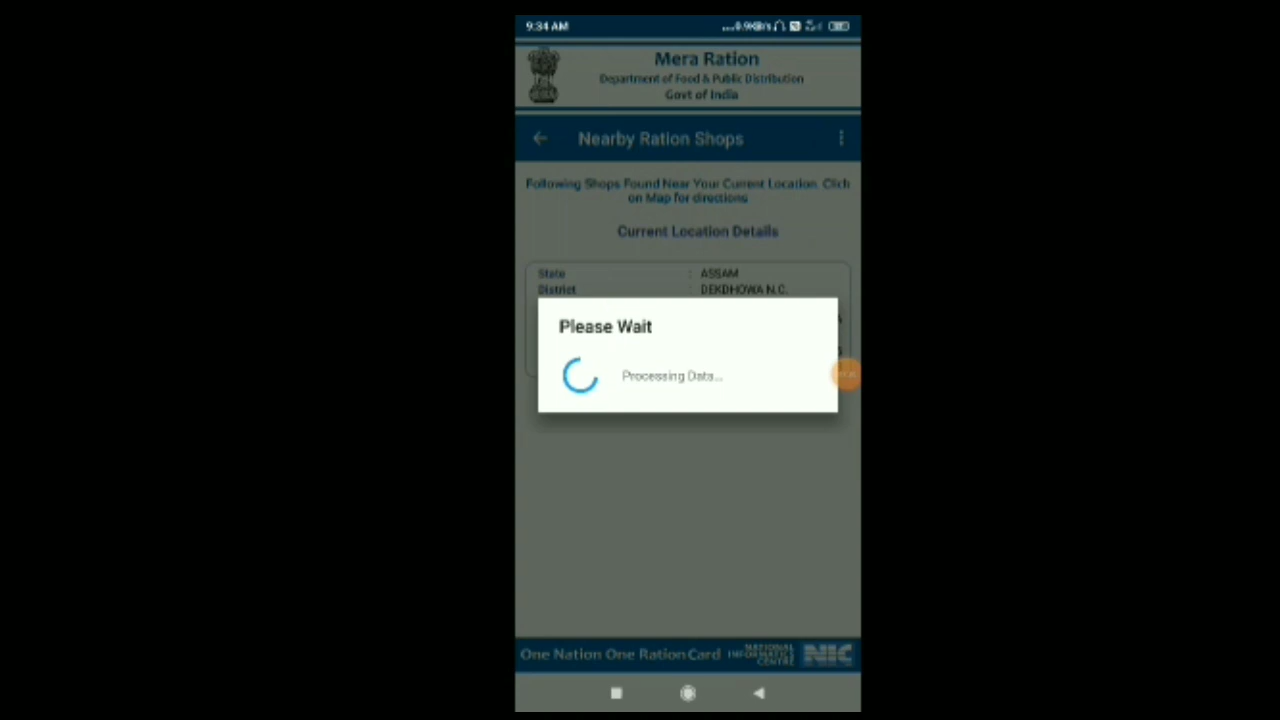 9:34 AM
Mera Ration
Department of Food & Public Distribution
Govt of India
Nearby Ration Shops
Following Shops Found Near Your Current Location. Click
on Map for directions
Current Location Details
State : ASSAM
District : DEKDHOWA N.C.
Please Wait
Processing Data...
One Nation One Ration Card
NATIONAL
INFORMATICS
CENTRE
NIC